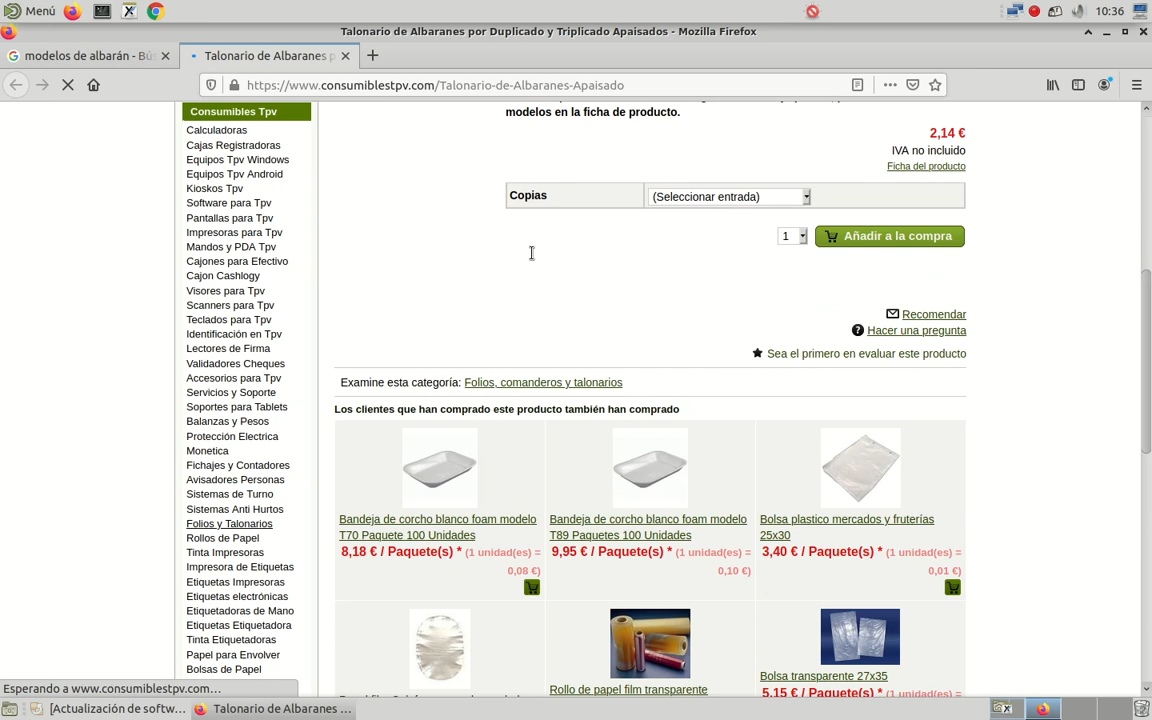 Menú
10:36
Talonario de Albaranes por Duplicado y Triplicado Apaisados - Mozilla Firefox
modelos de albarán - Bús
Talonario de Albaranes p
https://www.consumiblestpv.com/Talonario-de-Albaranes-Apaisado
Consumibles Tpv
Calculadoras
Cajas Registradoras
Equipos Tpv Windows
Equipos Tpv Android
Kioskos Tpv
Software para Tpv
Pantallas para Tpv
Impresoras para Tpv
Mandos y PDA Tpv
Cajones para Efectivo
Cajon Cashlogy
Visores para Tpv
Scanners para Tpv
Teclados para Tpv
Identificación en Tpv
Lectores de Firma
Validadores Cheques
Accesorios para Tpv
Servicios y Soporte
Soportes para Tablets
Balanzas y Pesos
Protección Electrica
Monetica
Fichajes y Contadores
Avisadores Personas
Sistemas de Turno
Sistemas Anti Hurtos
Folios y Talonarios
Rollos de Papel
Tinta Impresoras
Impresora de Etiquetas
Etiquetas Impresoras
Etiquetas electrónicas
Etiquetadoras de Mano
Etiquetas Etiquetadora
Tinta Etiquetadoras
Papel para Envolver
Bolsas de Papel
modelos en la ficha de producto.
2,14 €
IVA no incluido
Ficha del producto
Copias
(Seleccionar entrada)
1
Añadir a la compra
Recomendar
Hacer una pregunta
Sea el primero en evaluar este producto
Examine esta categoría: Folios, comanderos y talonarios
Los clientes que han comprado este producto también han comprado
Bandeja de corcho blanco foam modelo
T70 Paquete 100 Unidades
8,18 € / Paquete(s) * (1 unidad(es) =
0,08 €)
Bandeja de corcho blanco foam modelo
T89 Paquetes 100 Unidades
9,95 € / Paquete(s) * (1 unidad(es) =
0,10 €)
Bolsa plastico mercados y fruterías
25x30
3,40 € / Paquete(s) * (1 unidad(es) =
0,01 €)
Rollo de papel film transparente
Bolsa transparente 27x35
5,15 € / Paquete(s) * (1 unidad(es) =
Esperando a www.consumiblestpv.com…
[Actualización de softw...
Talonario de Albaranes ...